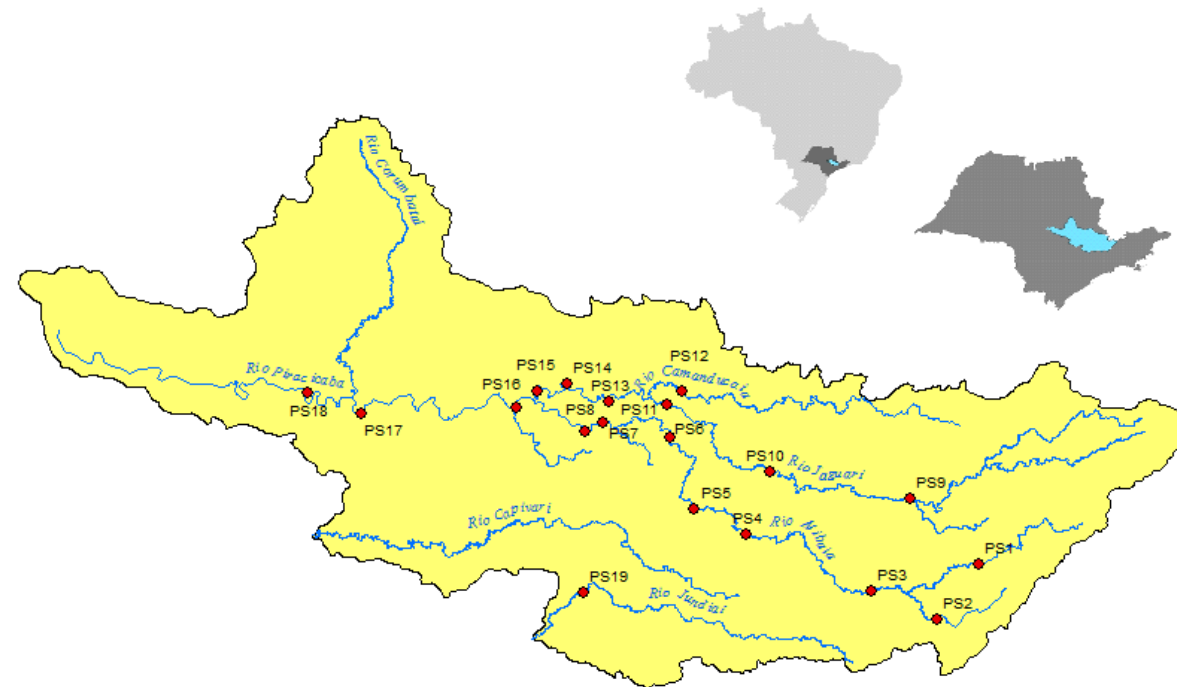 Rio Corumbataí
PS15
PS14
PS12
Rio Piracicaba
PS16
PS13
Rio Camanducaia
PS18
PS8
PS11
PS17
PS7
PS6
PS10
Rio Jaguari
PS9
PS5
Rio Capivari
PS4
Rio Atibaia
PS1
PS19
PS3
Rio Jundiaí
PS2